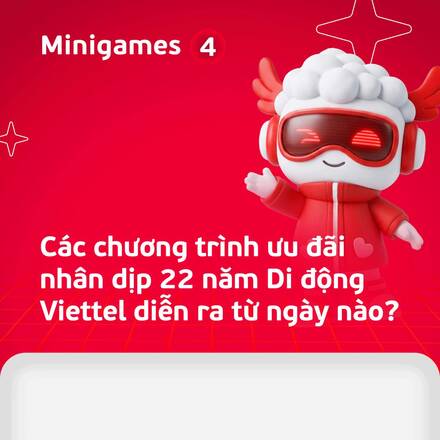 Minigames 4
Các chương trình ưu đãi
nhân dịp 22 năm Di động
Viettel diễn ra từ ngày nào?